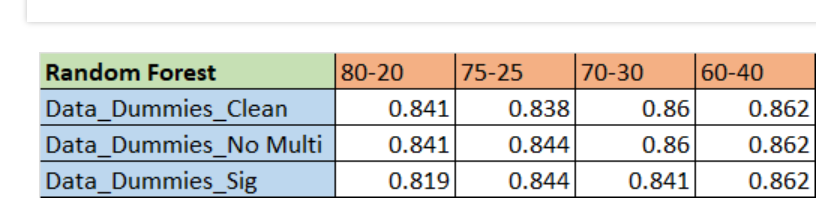 Random Forest 80-20 75-25 70-30 60-40
Data_Dummies_Clean 0.841 0.838 0.86 0.862
Data_Dummies_No Multi 0.841 0.844 0.86 0.862
Data_Dummies_Sig 0.819 0.844 0.841 0.862